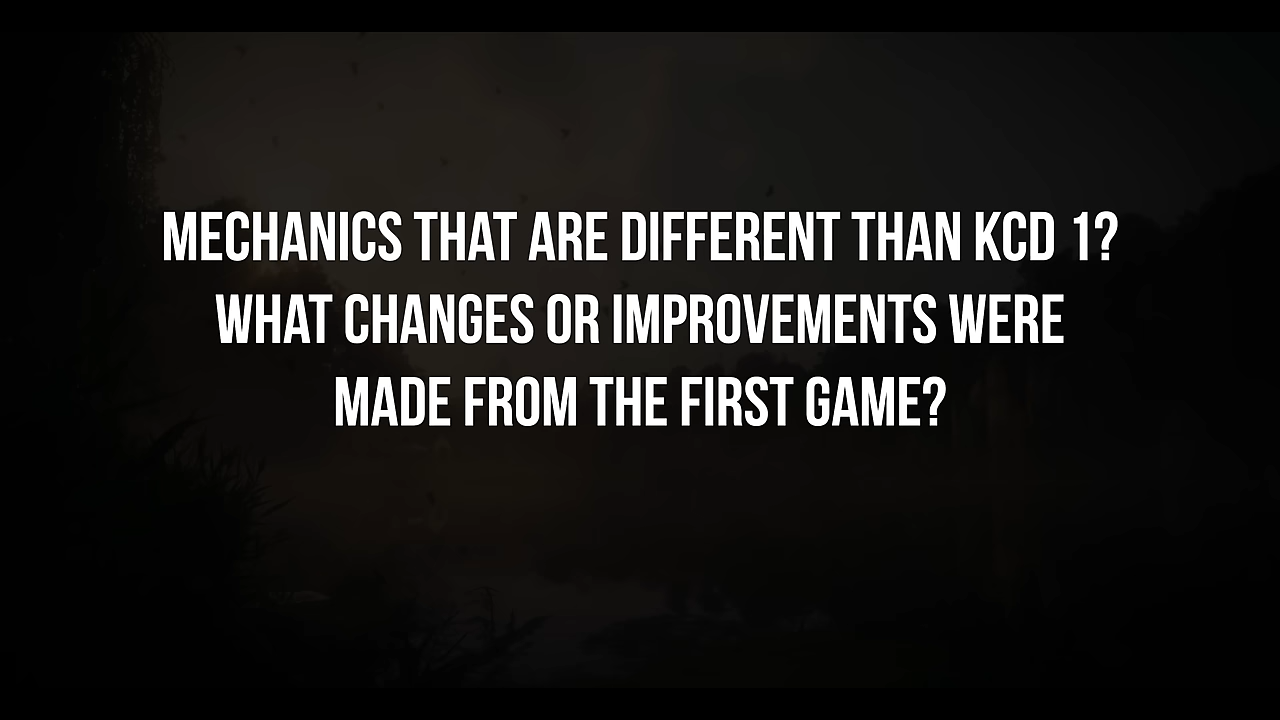 MECHANICS THAT ARE DIFFERENT THAN KCD 1?
WHAT CHANGES OR IMPROVEMENTS WERE
MADE FROM THE FIRST GAME?